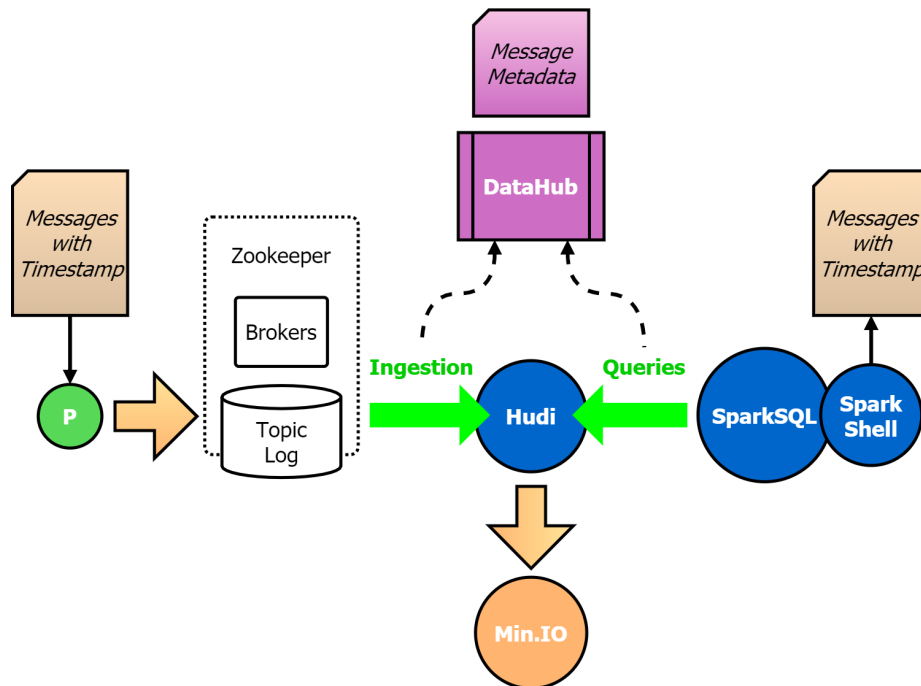 Message
Metadata
DataHub
Messages
with
Timestamp
Messages
with
Timestamp
Zookeeper
Brokers
Topic
Log
Ingestion
Queries
P
Hudi
SparkSQL
Spark
Shell
Min.IO